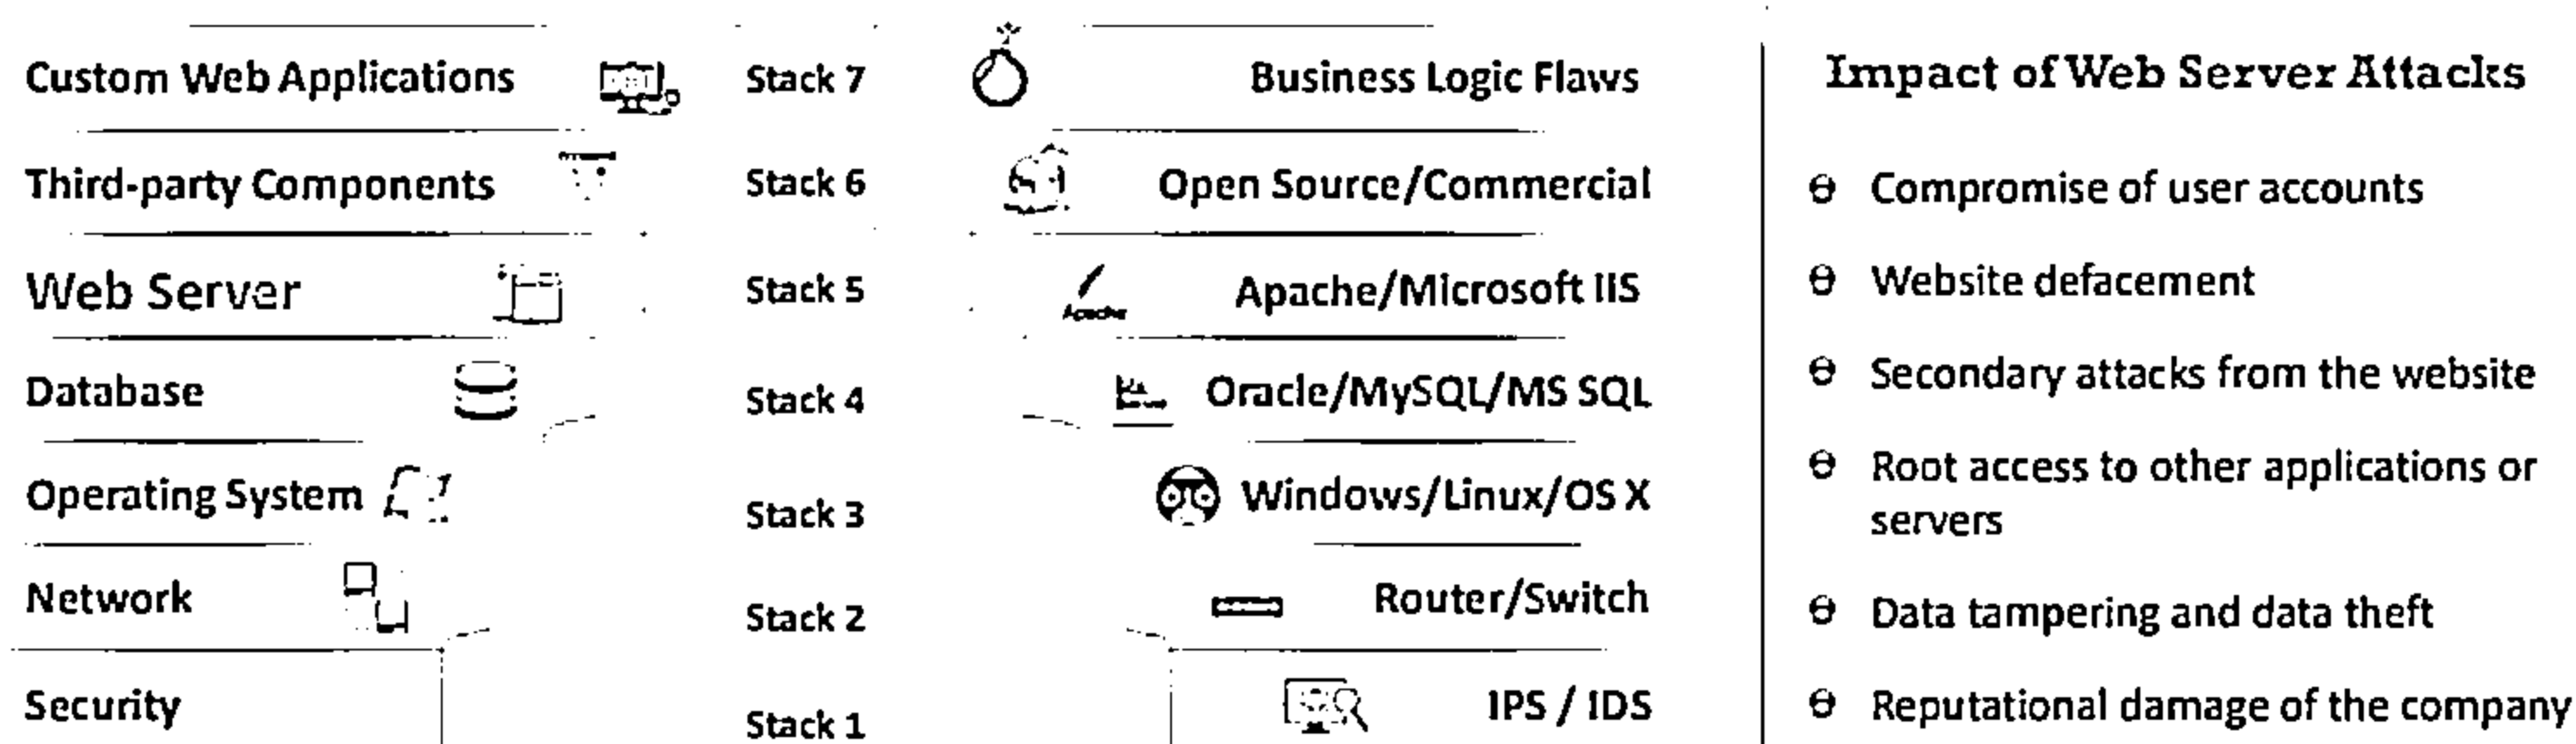 Custom Web Applications Stack 7 Business Logic Flaws
Third-party Components Stack 6 Open Source/Commercial
Web Server Stack 5 Apache Apache/Microsoft IIS
Database Stack 4 Oracle/MySQL/MS SQL
Operating System Stack 3 Windows/Linux/OS X
Network Stack 2 Router/Switch
Security Stack 1 IPS / IDS
Impact of Web Server Attacks
Compromise of user accounts
Website defacement
Secondary attacks from the website
Root access to other applications or
servers
Data tampering and data theft
Reputational damage of the company